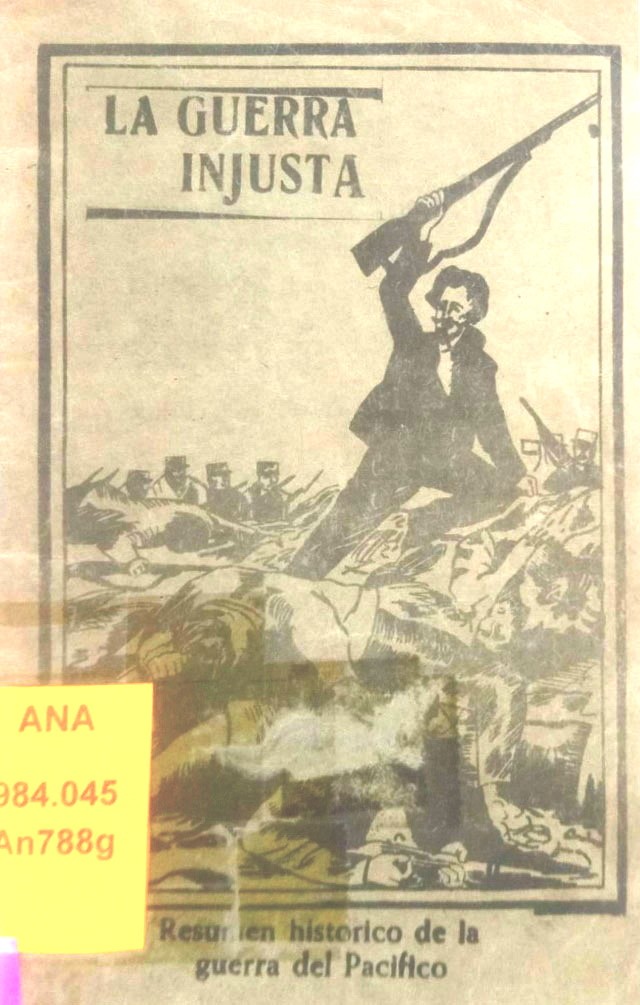 LA GUERRA
INJUSTA
ANA
984.045
An788g
Resumen historico de la
guerra del Pacifico